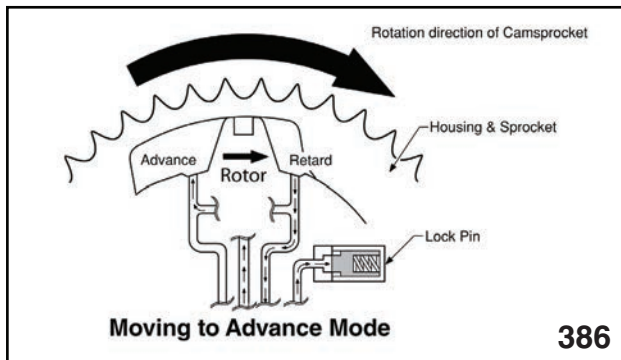 Rotation direction of Camsprocket
Housing & Sprocket
Advance
Retard
Rotor
Lock Pin
Moving to Advance Mode
386